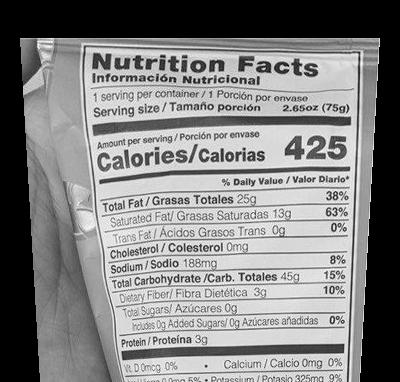 Nutrition Facts
Información Nutricional
1 serving per container / 1 Porción por envase
Serving size / Tamaño porción 2.65oz (75g)
Amount per serving / Porción por envase
Calories/Calorias 425
% Daily Value / Valor Diario*
Total Fat / Grasas Totales 25g 38%
Saturated Fat/ Grasas Saturadas 13g 63%
Trans Fat / Ácidos Grasos Trans 0g 0%
Cholesterol / Colesterol 0mg
Sodium / Sodio 188mg 8%
Total Carbohydrate /Carb. Totales 45g 15%
Dietary Fiber/ Fibra Dietética 3g 10%
Total Sugars/ Azúcares 0g
Includes 0g Added Sugars/ 0g Azúcares añadidas 0%
Protein / Proteína 3g
Vit. D 0mcg 0% • Calcium / Calcio 0mg 0%
5% • Potassium / Potasio 325mg 9%